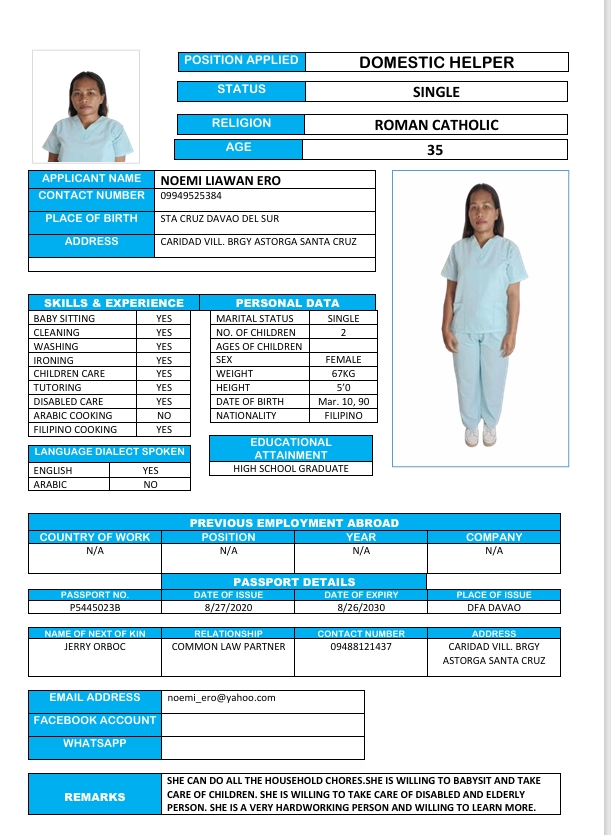 POSITION APPLIED DOMESTIC HELPER
STATUS SINGLE
RELIGION ROMAN CATHOLIC
AGE 35
APPLICANT NAME NOEMI LIAWAN ERO
CONTACT NUMBER 09949525384
PLACE OF BIRTH STA CRUZ DAVAO DEL SUR
ADDRESS CARIDAD VILL. BRGY ASTORGA SANTA CRUZ
SKILLS & EXPERIENCE PERSONAL DATA
BABY SITTING YES MARITAL STATUS SINGLE
CLEANING YES NO. OF CHILDREN 2
WASHING YES AGES OF CHILDREN
IRONING YES SEX FEMALE
CHILDREN CARE YES WEIGHT 67KG
TUTORING YES HEIGHT 5'0
DISABLED CARE YES DATE OF BIRTH Mar. 10, 90
ARABIC COOKING NO NATIONALITY FILIPINO
FILIPINO COOKING YES
EDUCATIONAL
ATTAINMENT
HIGH SCHOOL GRADUATE
LANGUAGE DIALECT SPOKEN
ENGLISH YES
ARABIC NO
PREVIOUS EMPLOYMENT ABROAD
COUNTRY OF WORK POSITION YEAR COMPANY
N/A N/A N/A N/A
PASSPORT DETAILS
PASSPORT NO. DATE OF ISSUE DATE OF EXPIRY PLACE OF ISSUE
P5445023B 8/27/2020 8/26/2030 DFA DAVAO
NAME OF NEXT OF KIN RELATIONSHIP CONTACT NUMBER ADDRESS
JERRY ORBOC COMMON LAW PARTNER 09488121437 CARIDAD VILL. BRGY
ASTORGA SANTA CRUZ
EMAIL ADDRESS noemi_ero@yahoo.com
FACEBOOK ACCOUNT
WHATSAPP
REMARKS
SHE CAN DO ALL THE HOUSEHOLD CHORES.SHE IS WILLING TO BABYSIT AND TAKE
CARE OF CHILDREN. SHE IS WILLING TO TAKE CARE OF DISABLED AND ELDERLY
PERSON. SHE IS A VERY HARDWORKING PERSON AND WILLING TO LEARN MORE.